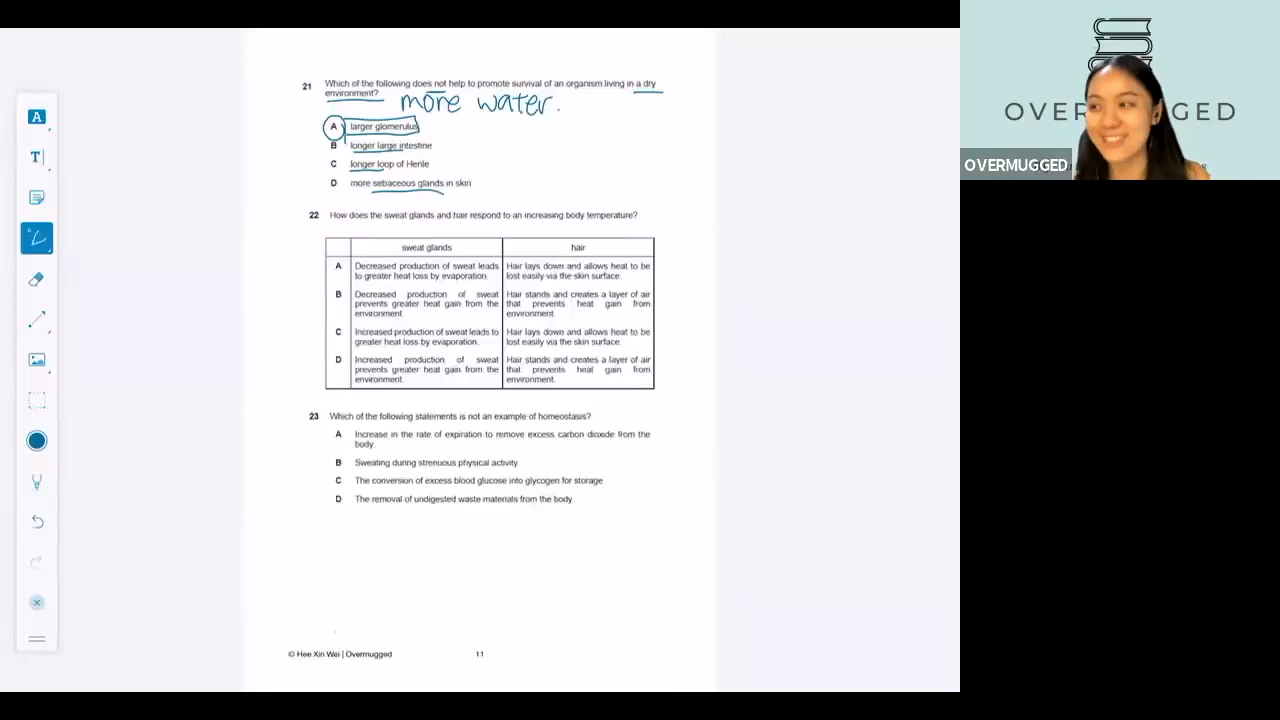 21 Which of the following does not help to promote survival of an organism living in a dry
environment?
more water.
A larger glomerulus
B longer large intestine
C longer loop of Henle
D more sebaceous glands in skin
22 How does the sweat glands and hair respond to an increasing body temperature?
sweat glands hair
A Decreased production of sweat leads Hair lays down and allows heat to be
to greater heat loss by evaporation. lost easily via the skin surface.
B Decreased production of sweat Hair stands and creates a layer of air
prevents greater heat gain from the that prevents heat gain from
environment. environment.
C Increased production of sweat leads to Hair lays down and allows heat to be
greater heat loss by evaporation. lost easily via the skin surface.
D Increased production of sweat Hair stands and creates a layer of air
prevents greater heat gain from the that prevents heat gain from
environment. environment.
23 Which of the following statements is not an example of homeostasis?
A Increase in the rate of expiration to remove excess carbon dioxide from the
body.
B Sweating during strenuous physical activity
C The conversion of excess blood glucose into glycogen for storage
D The removal of undigested waste materials from the body.
© Hee Xin Wei | Overmugged 11
OVER GED
OVERMUGGED
A
T